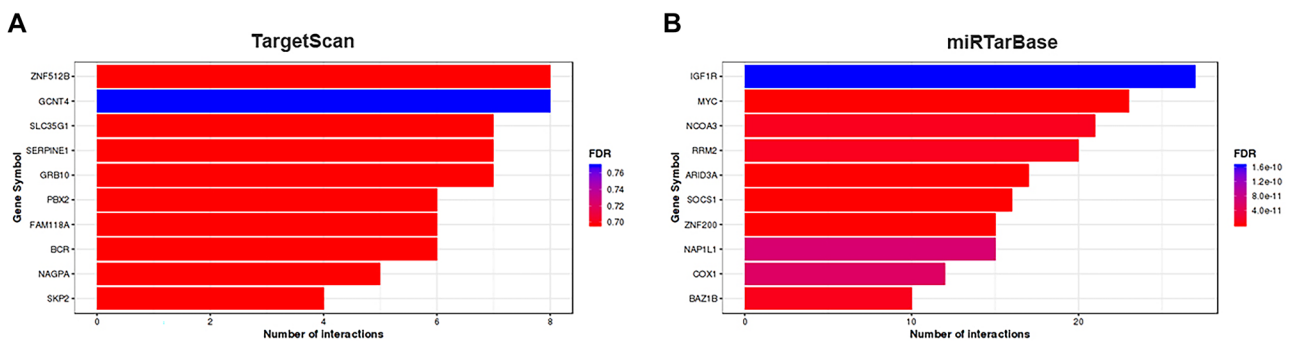 A
TargetScan
Gene Symbol
ZNF512B
GCNT4
SLC35G1
SERPINE1
GRB10
PBX2
FAM118A
BCR
NAGPA
SKP2
0 2 4 6 8
Number of interactions
FDR
0.76
0.74
0.72
0.70
B
miRTarBase
Gene Symbol
IGF1R
MYC
NCOA3
RRM2
ARID3A
SOCS1
ZNF200
NAP1L1
COX1
BAZ1B
0 10 20
Number of interactions
FDR
1.6e-10
1.2e-10
8.0e-11
4.0e-11